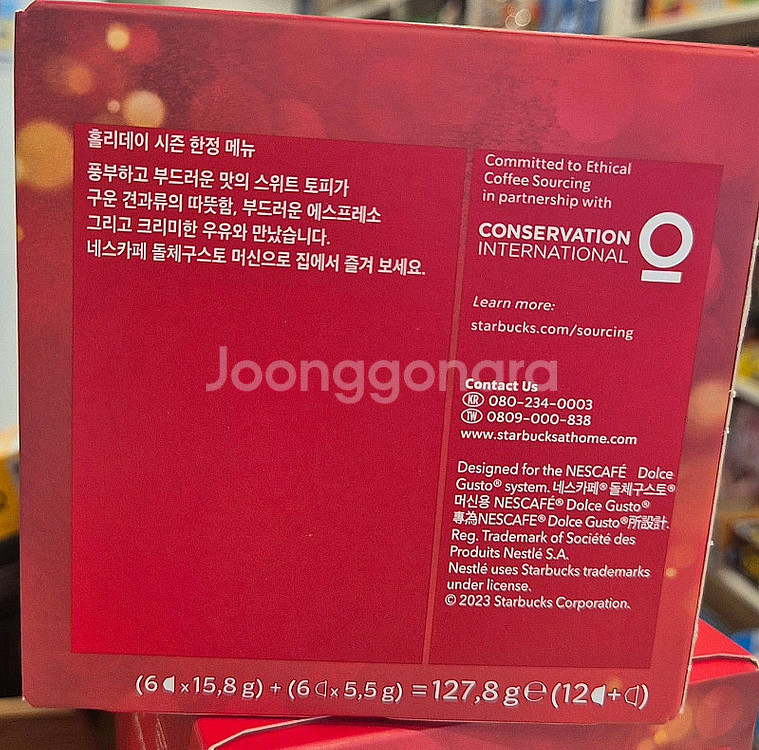 홀리데이 시즌 한정 메뉴
풍부하고 부드러운 맛의 스위트 토피가
구운 견과류의 따뜻함, 부드러운 에스프레소
그리고 크리미한 우유와 만났습니다.
네스카페 돌체구스토 머신으로 집에서 즐겨 보세요.
Committed to Ethical
Coffee Sourcing
in partnership with
CONSERVATION
INTERNATIONAL
Learn more:
starbucks.com/sourcing
Joonggonara
Contact Us
KR 080-234-0003
TW 0809-000-838
www.starbucksathome.com
Designed for the NESCAFÉ Dolce
Gusto® system. 네스카페® 돌체구스토®
머신용 NESCAFÉ® Dolce Gusto®
專為NESCAFÉ® Dolce Gusto®所設計.
Reg. Trademark of Société des
Produits Nestlé S.A.
Nestlé uses Starbucks trademarks
under license.
© 2023 Starbucks Corporation.
(6 x 15,8 g) + (6 x 5,5 g) = 127,8 g ℮ (12 + )